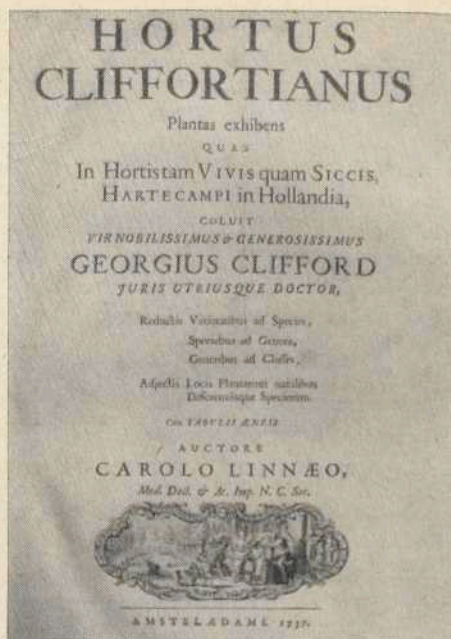 HORTUS
CLIFFORTIANUS
Plantas exhibens
QUAS
In Hortis tam VIVIS quam SICCIS,
HARTECAMPI in Hollandia,
COLUIT
VIR NOBILISSIMUS & GENEROSISSIMUS
GEORGIUS CLIFFORD
JURIS UTRIUSQUE DOCTOR,
Reductis Varietatibus ad Species,
Speciebus ad Genera,
Generibus ad Classes,
Adjectis Locis Plantarum natalibus
Differentiisque Specierum.
Cum TABULIS ÆNEIS
AUCTORE
CAROLO LINNÆO,
Med. Doct. & Ac. Imp. N. C. Soc.
AMSTELÆDAMI. 1737.